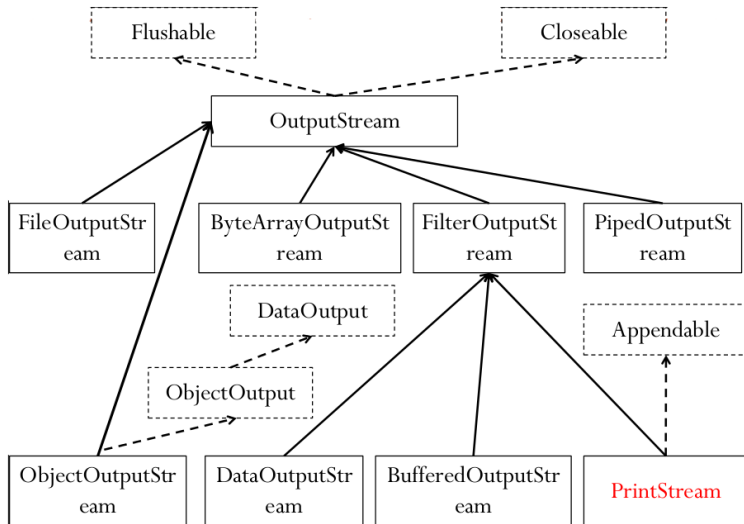 Flushable
Closeable
OutputStream
FileOutputStr
eam
ByteArrayOutputSt
ream
FilterOutputSt
ream
PipedOutputSt
ream
DataOutput
Appendable
ObjectOutput
ObjectOutputStr
eam
DataOutputStr
eam
BufferedOutputStr
eam
PrintStream